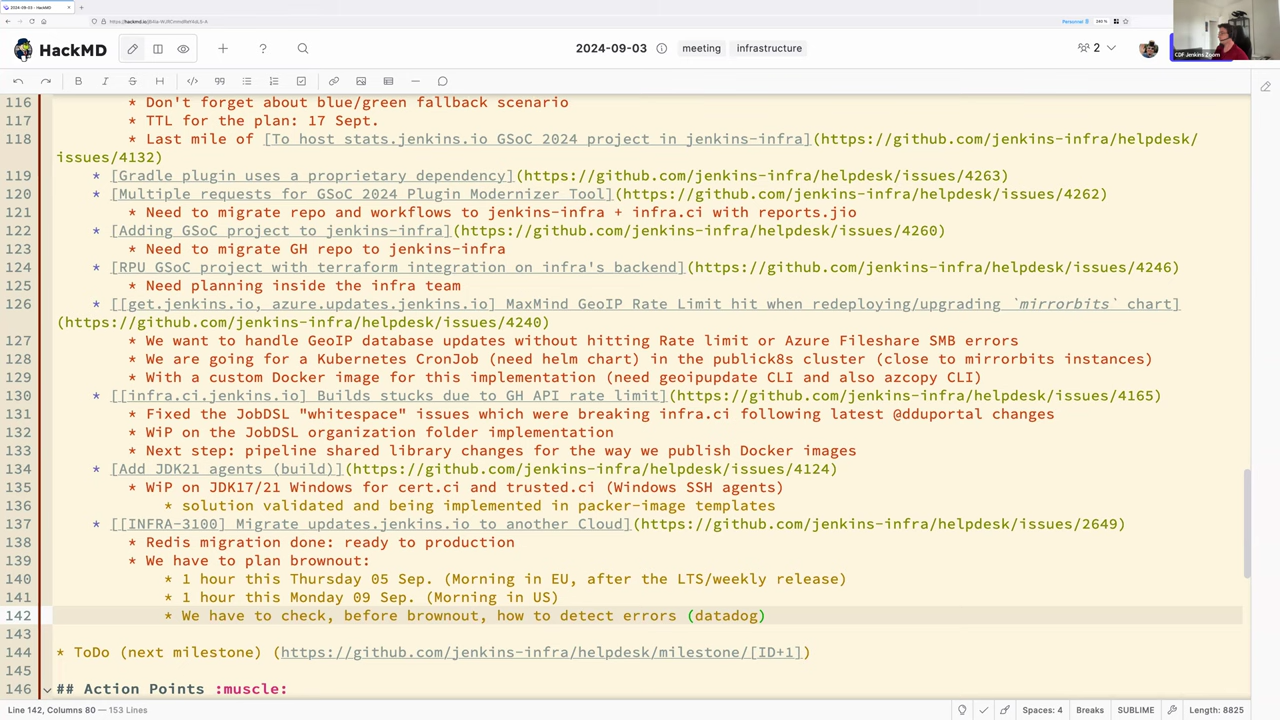 2024-09-03
https://hackmd.io/
Personal
240 %
HackMD
2024-09-03
meeting
infrastructure
2
CDF Jenkins Zoom
B I S H
116 * Don't forget about blue/green fallback scenario
117 * TTL for the plan: 17 Sept.
118 * Last mile of [To host stats.jenkins.io GSoC 2024 project in jenkins-infra](https://github.com/jenkins-infra/helpdesk/
issues/4132)
119 * [Gradle plugin uses a proprietary dependency](https://github.com/jenkins-infra/helpdesk/issues/4263)
120 * [Multiple requests for GSoC 2024 Plugin Modernizer Tool](https://github.com/jenkins-infra/helpdesk/issues/4262)
121 * Need to migrate repo and workflows to jenkins-infra + infra.ci with reports.jio
122 * [Adding GSoC project to jenkins-infra](https://github.com/jenkins-infra/helpdesk/issues/4260)
123 * Need to migrate GH repo to jenkins-infra
124 * [RPU GSoC project with terraform integration on infra's backend](https://github.com/jenkins-infra/helpdesk/issues/4246)
125 * Need planning inside the infra team
126 * [[get.jenkins.io, azure.updates.jenkins.io] MaxMind GeoIP Rate Limit hit when redeploying/upgrading `mirrorbits` chart]
(https://github.com/jenkins-infra/helpdesk/issues/4240)
127 * We want to handle GeoIP database updates without hitting Rate limit or Azure Fileshare SMB errors
128 * We are going for a Kubernetes CronJob (need helm chart) in the publick8s cluster (close to mirrorbits instances)
129 * With a custom Docker image for this implementation (need geoipupdate CLI and also azcopy CLI)
130 * [[infra.ci.jenkins.io] Builds stucks due to GH API rate limit](https://github.com/jenkins-infra/helpdesk/issues/4165)
131 * Fixed the JobDSL "whitespace" issues which were breaking infra.ci following latest @dduportal changes
132 * WiP on the JobDSL organization folder implementation
133 * Next step: pipeline shared library changes for the way we publish Docker images
134 * [Add JDK21 agents (build)](https://github.com/jenkins-infra/helpdesk/issues/4124)
135 * WiP on JDK17/21 Windows for cert.ci and trusted.ci (Windows SSH agents)
136 * solution validated and being implemented in packer-image templates
137 * [[INFRA-3100] Migrate updates.jenkins.io to another Cloud](https://github.com/jenkins-infra/helpdesk/issues/2649)
138 * Redis migration done: ready to production
139 * We have to plan brownout:
140 * 1 hour this Thursday 05 Sep. (Morning in EU, after the LTS/weekly release)
141 * 1 hour this Monday 09 Sep. (Morning in US)
142 * We have to check, before brownout, how to detect errors (datadog)
143
144 * ToDo (next milestone) (https://github.com/jenkins-infra/helpdesk/milestone/[ID+1])
145
146 ## Action Points :muscle:
Line 142, Columns 80 — 153 Lines
Spaces: 4
Breaks
SUBLIME
Length: 8825